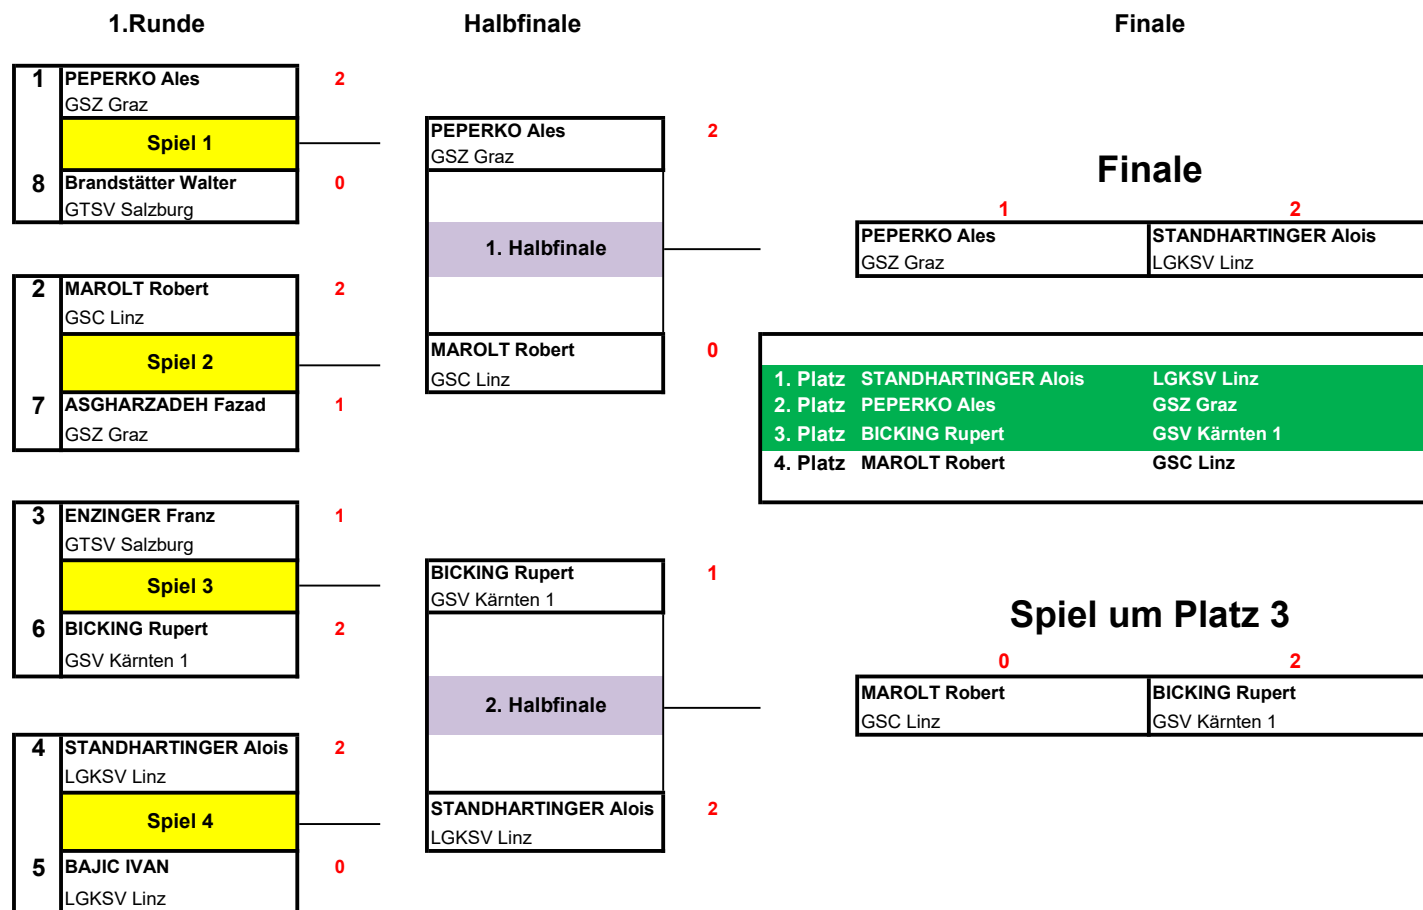 1.Runde
Halbfinale
Finale
1 PEPERKO Ales 2
GSZ Graz
Spiel 1
8 Brandstätter Walter 0
GTSV Salzburg
2 MAROLT Robert 2
GSC Linz
Spiel 2
7 ASGHARZADEH Fazad 1
GSZ Graz
3 ENZINGER Franz 1
GTSV Salzburg
Spiel 3
6 BICKING Rupert 2
GSV Kärnten 1
4 STANDHARTINGER Alois 2
LGKSV Linz
Spiel 4
5 BAJIC IVAN 0
LGKSV Linz
PEPERKO Ales 2
GSZ Graz
1. Halbfinale
MAROLT Robert 0
GSC Linz
BICKING Rupert 1
GSV Kärnten 1
2. Halbfinale
STANDHARTINGER Alois 2
LGKSV Linz
Finale
1 2
PEPERKO Ales STANDHARTINGER Alois
GSZ Graz LGKSV Linz
1. Platz STANDHARTINGER Alois LGKSV Linz
2. Platz PEPERKO Ales GSZ Graz
3. Platz BICKING Rupert GSV Kärnten 1
4. Platz MAROLT Robert GSC Linz
Spiel um Platz 3
0 2
MAROLT Robert BICKING Rupert
GSC Linz GSV Kärnten 1